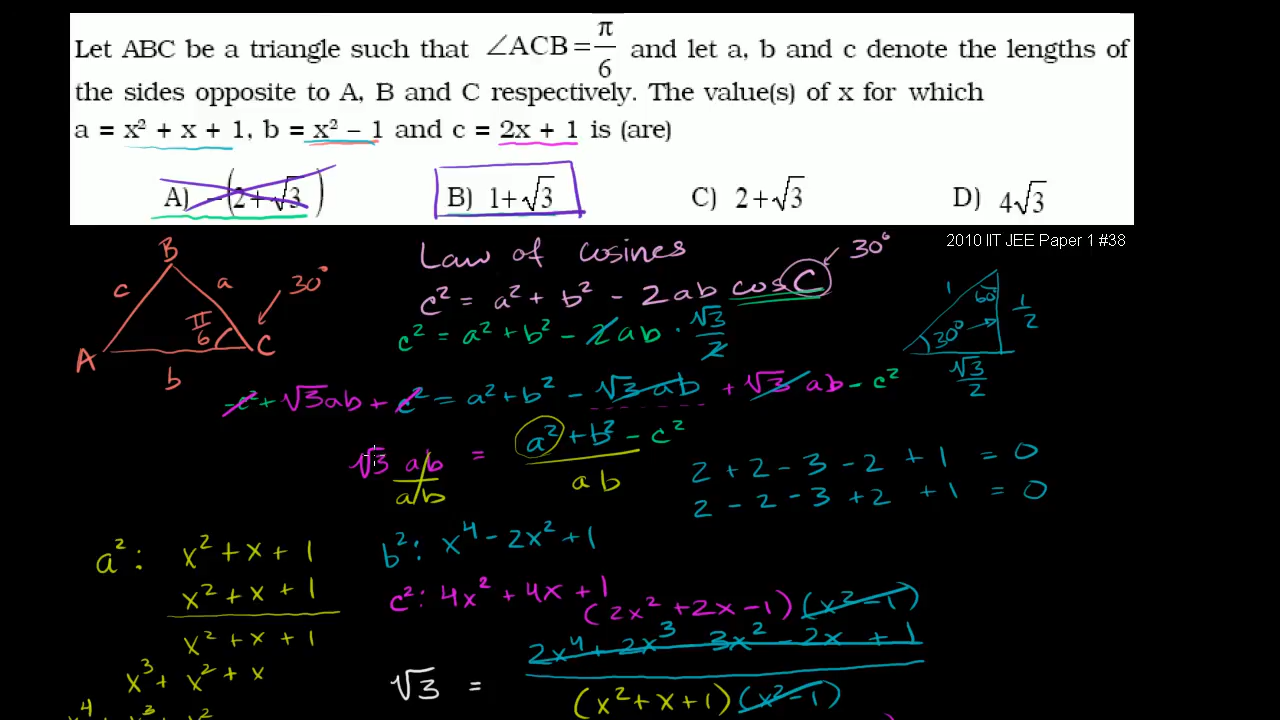 Let ABC be a triangle such that ∠ACB = π/6 and let a, b and c denote the lengths of
the sides opposite to A, B and C respectively. The value(s) of x for which
a = x² + x + 1, b = x² – 1 and c = 2x + 1 is (are)
A) –(2+√3) B) 1+√3 C) 2+√3 D) 4√3
2010 IIT JEE Paper 1 #38
B
c a 30°
π/6
A C
b
Law of cosines 30°
c² = a² + b² - 2ab cos C
c² = a² + b² - 2ab · √3/2
1 60° 1/2
30°
√3/2
-c² + √3ab + c² = a² + b² - √3ab + √3ab - c²
√3 ab/ab = a² + b² - c²/ab
2 + 2 - 3 - 2 + 1 = 0
2 - 2 - 3 + 2 + 1 = 0
a²: x² + x + 1
x² + x + 1
x² + x + 1
x³ + x² + x
b²: x⁴ - 2x² + 1
c²: 4x² + 4x + 1
(2x² + 2x - 1)(x² - 1)
2x⁴ + 2x³ 3x² - 2x + 1
√3 = (x² + x + 1)(x² - 1)